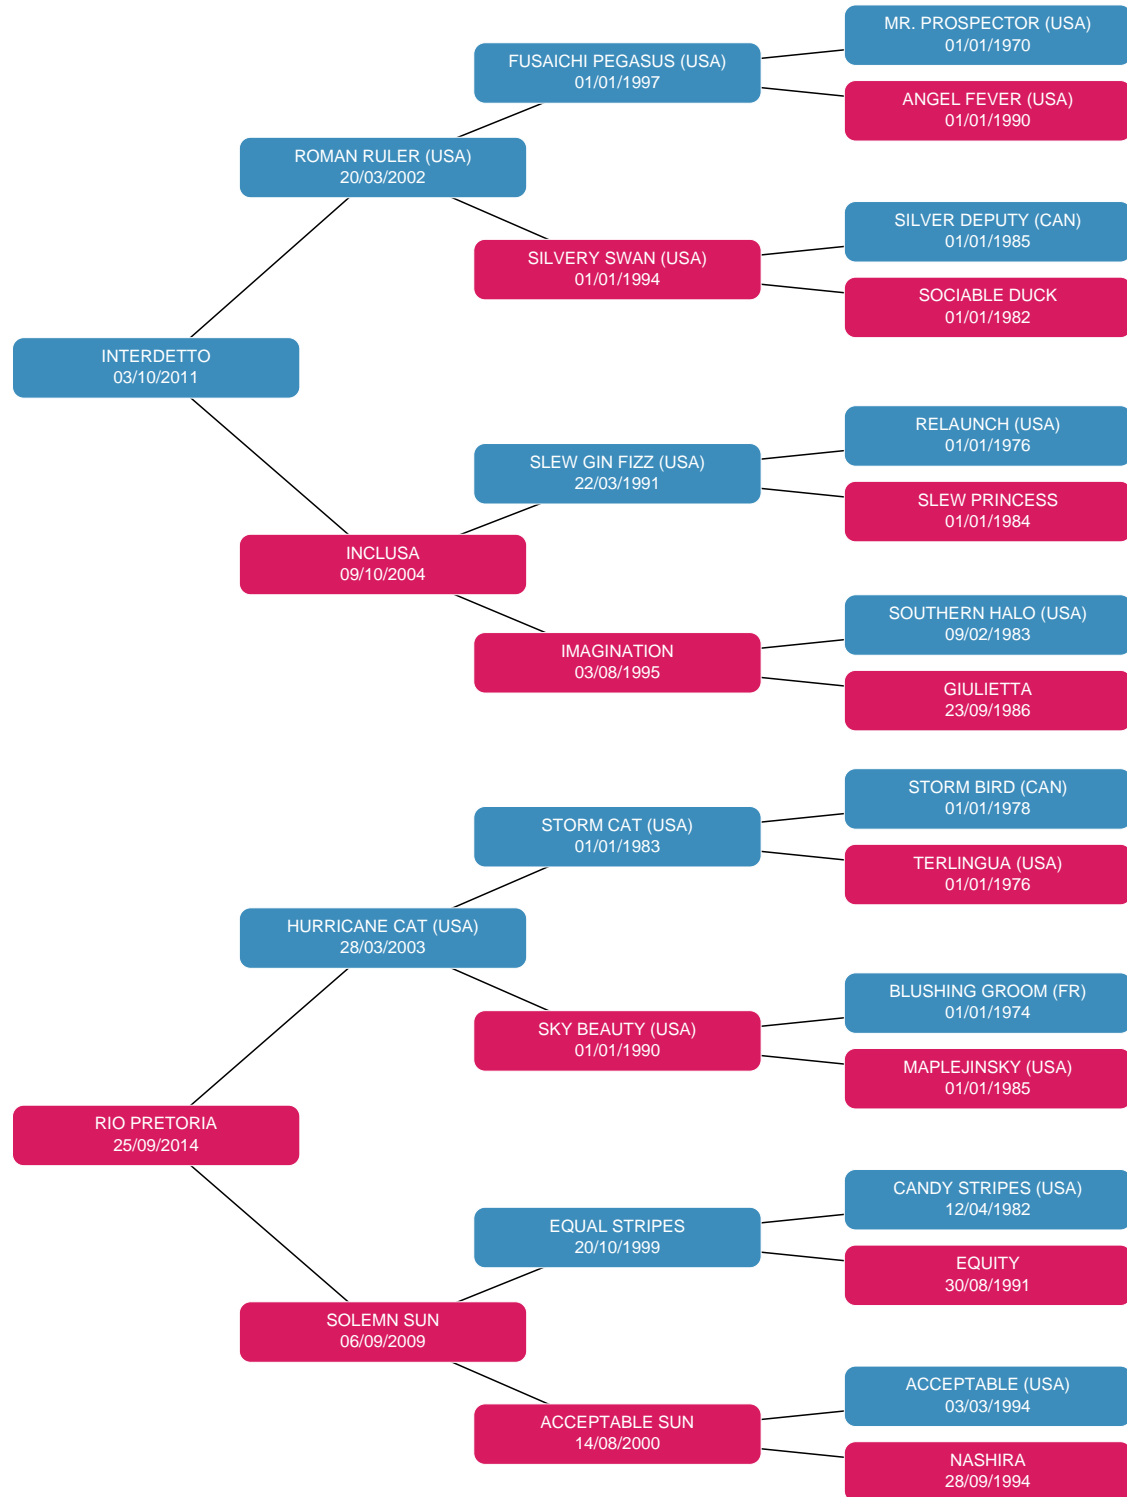 MR. PROSPECTOR (USA)
01/01/1970
FUSAICHI PEGASUS (USA)
01/01/1997
ANGEL FEVER (USA)
01/01/1990
ROMAN RULER (USA)
20/03/2002
SILVER DEPUTY (CAN)
01/01/1985
SILVERY SWAN (USA)
01/01/1994
SOCIABLE DUCK
01/01/1982
INTERDETTO
03/10/2011
RELAUNCH (USA)
01/01/1976
SLEW GIN FIZZ (USA)
22/03/1991
SLEW PRINCESS
01/01/1984
INCLUSA
09/10/2004
SOUTHERN HALO (USA)
09/02/1983
IMAGINATION
03/08/1995
GIULIETTA
23/09/1986
STORM BIRD (CAN)
01/01/1978
STORM CAT (USA)
01/01/1983
TERLINGUA (USA)
01/01/1976
HURRICANE CAT (USA)
28/03/2003
BLUSHING GROOM (FR)
01/01/1974
SKY BEAUTY (USA)
01/01/1990
MAPLEJINSKY (USA)
01/01/1985
RIO PRETORIA
25/09/2014
CANDY STRIPES (USA)
12/04/1982
EQUAL STRIPES
20/10/1999
EQUITY
30/08/1991
SOLEMN SUN
06/09/2009
ACCEPTABLE (USA)
03/03/1994
ACCEPTABLE SUN
14/08/2000
NASHIRA
28/09/1994